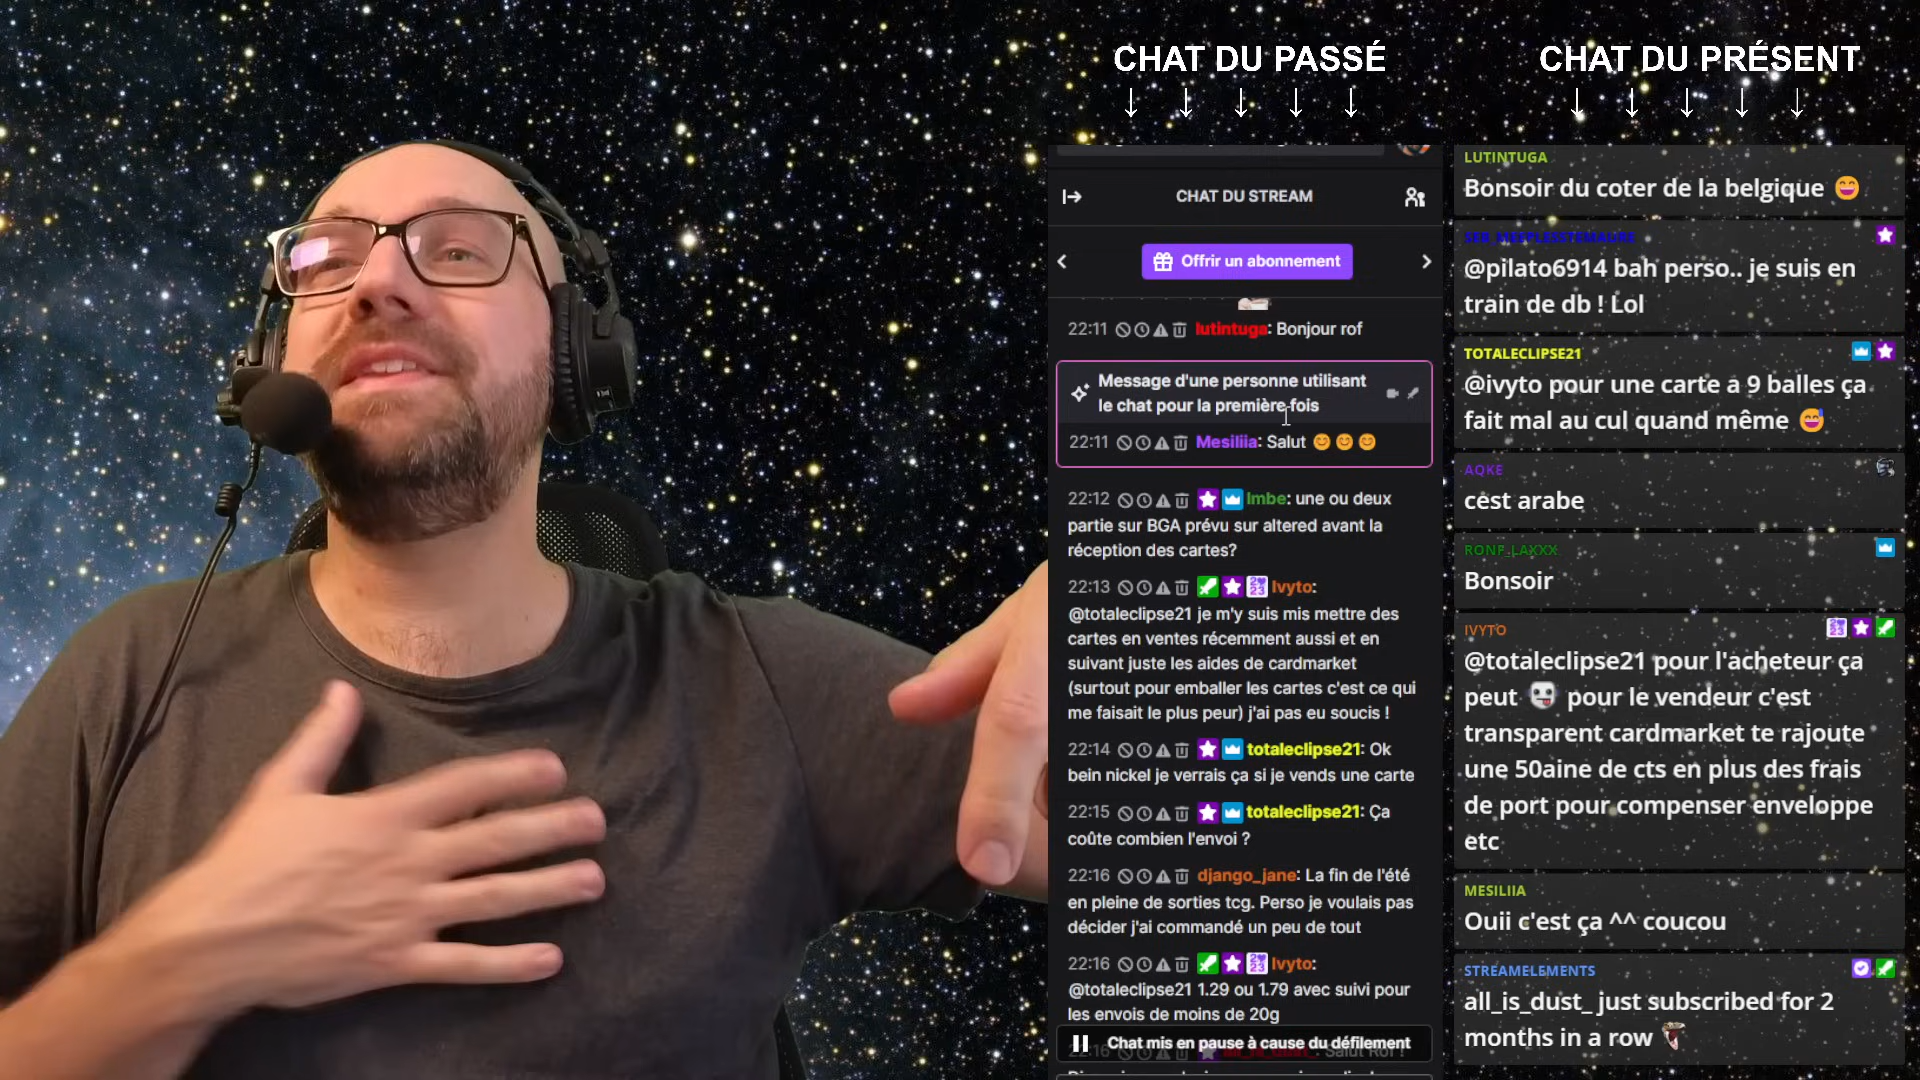 CHAT DU PASSÉ
CHAT DU STREAM
Offrir un abonnement
22:11 lutintuga: Bonjour rof
Message d'une personne utilisant
le chat pour la première fois
22:11 Mesiliia: Salut 😊 😊 😊
22:12 Imbe: une ou deux
partie sur BGA prévu sur altered avant la
réception des cartes?
22:13 Ivyto:
@totaleclipse21 je m'y suis mis mettre des
cartes en ventes récemment aussi et en
suivant juste les aides de cardmarket
(surtout pour emballer les cartes c'est ce qui
me faisait le plus peur) j'ai pas eu soucis !
22:14 totaleclipse21: Ok
bein nickel je verrais ça si je vends une carte
22:15 totaleclipse21: Ça
coûte combien l'envoi ?
22:16 django_jane: La fin de l'été
en pleine de sorties tcg. Perso je voulais pas
décider j'ai commandé un peu de tout
22:16 Ivyto:
@totaleclipse21 1.29 ou 1.79 avec suivi pour
les envois de moins de 20g
Chat mis en pause à cause du défilement
CHAT DU PRÉSENT
LUTINTUGA
Bonsoir du coter de la belgique 😄
@pilato6914 bah perso.. je suis en
train de db ! Lol
TOTALECLIPSE21
@ivyto pour une carte a 9 balles ça
fait mal au cul quand même 😅
AQKE
cest arabe
RONF_LAXXX
Bonsoir
IVYTO
@totaleclipse21 pour l'acheteur ça
peut pour le vendeur c'est
transparent cardmarket te rajoute
une 50aine de cts en plus des frais
de port pour compenser enveloppe
etc
MESILIIA
Ouii c'est ça ^^ coucou
STREAMELEMENTS
all_is_dust_ just subscribed for 2
months in a row